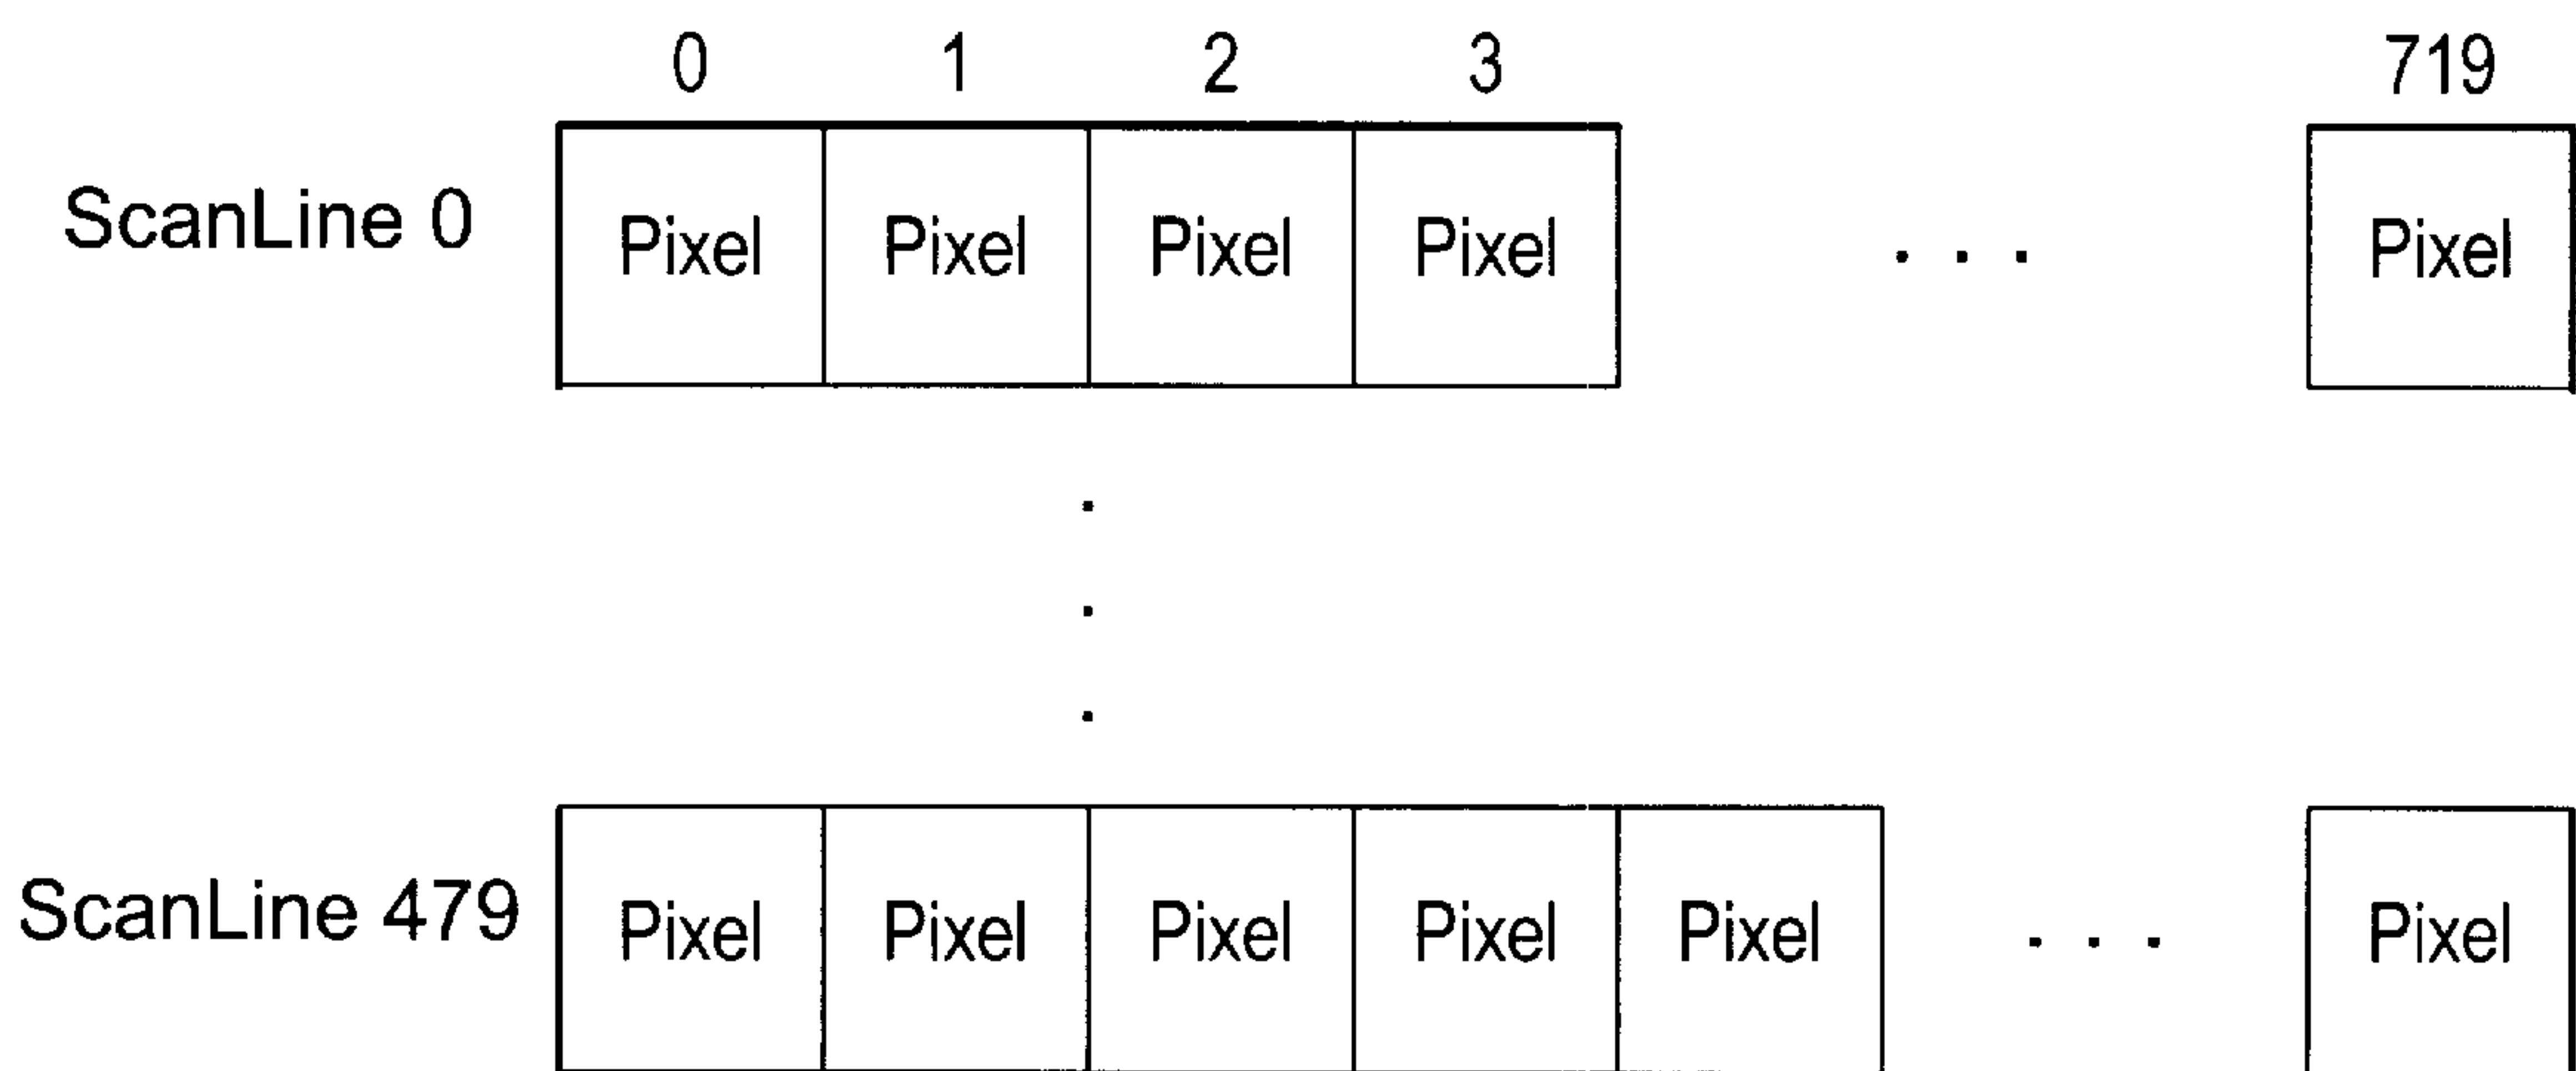 0 1 2 3 719
ScanLine 0 Pixel Pixel Pixel Pixel . . . Pixel
.
.
.
ScanLine 479 Pixel Pixel Pixel Pixel Pixel . . . Pixel